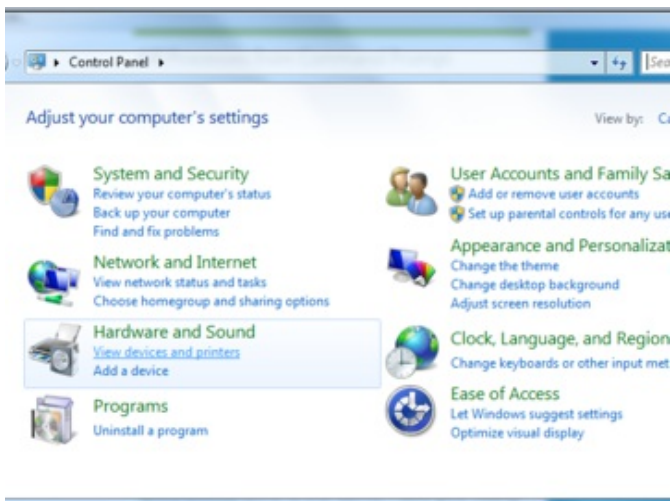 Control Panel
Adjust your computer's settings
View by:
System and Security
Review your computer's status
Back up your computer
Find and fix problems
Network and Internet
View network status and tasks
Choose homegroup and sharing options
Hardware and Sound
View devices and printers
Add a device
Programs
Uninstall a program
User Accounts and Family Sa
Add or remove user accounts
Set up parental controls for any use
Appearance and Personalizat
Change the theme
Change desktop background
Adjust screen resolution
Clock, Language, and Region
Change keyboards or other input met
Ease of Access
Let Windows suggest settings
Optimize visual display